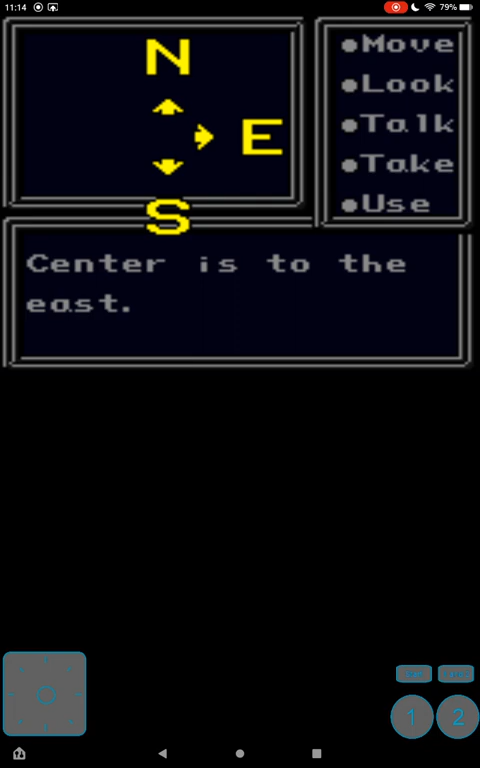 11:14
79%
N
E
S
●Move
●Look
●Talk
●Take
●Use
Center is to the
east.
1 2